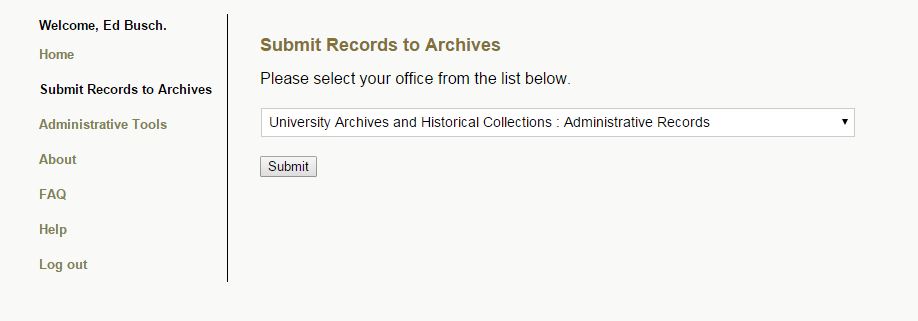 Welcome, Ed Busch.
Home
Submit Records to Archives
Administrative Tools
About
FAQ
Help
Log out
Submit Records to Archives
Please select your office from the list below.
University Archives and Historical Collections : Administrative Records
Submit